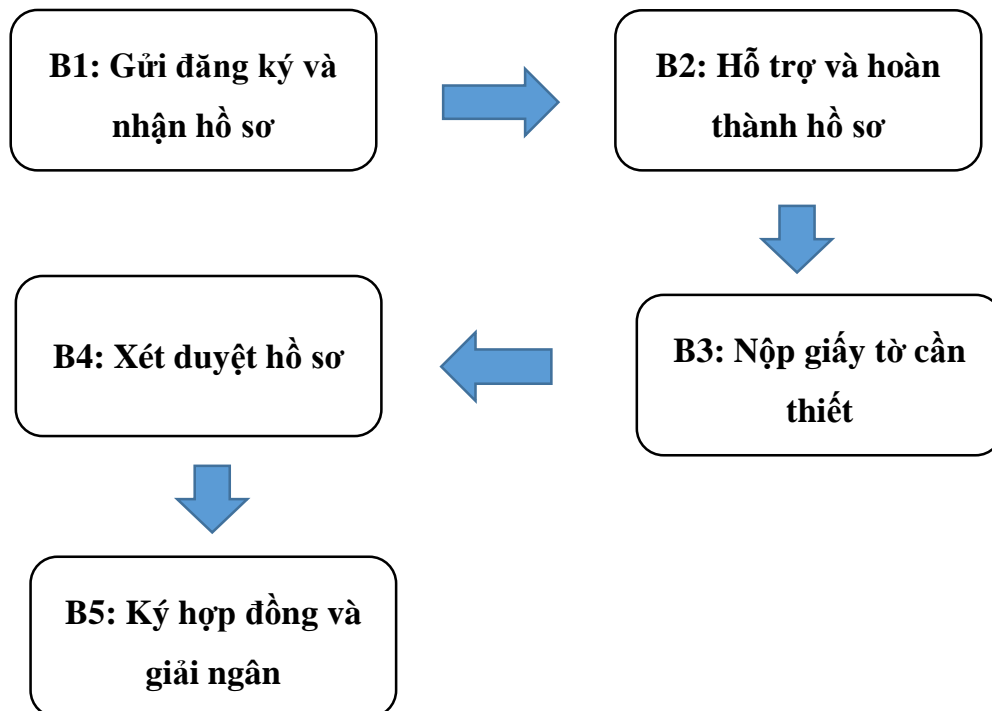 B1: Gửi đăng ký và
nhận hồ sơ
B2: Hỗ trợ và hoàn
thành hồ sơ
B3: Nộp giấy tờ cần
thiết
B4: Xét duyệt hồ sơ
B5: Ký hợp đồng và
giải ngân